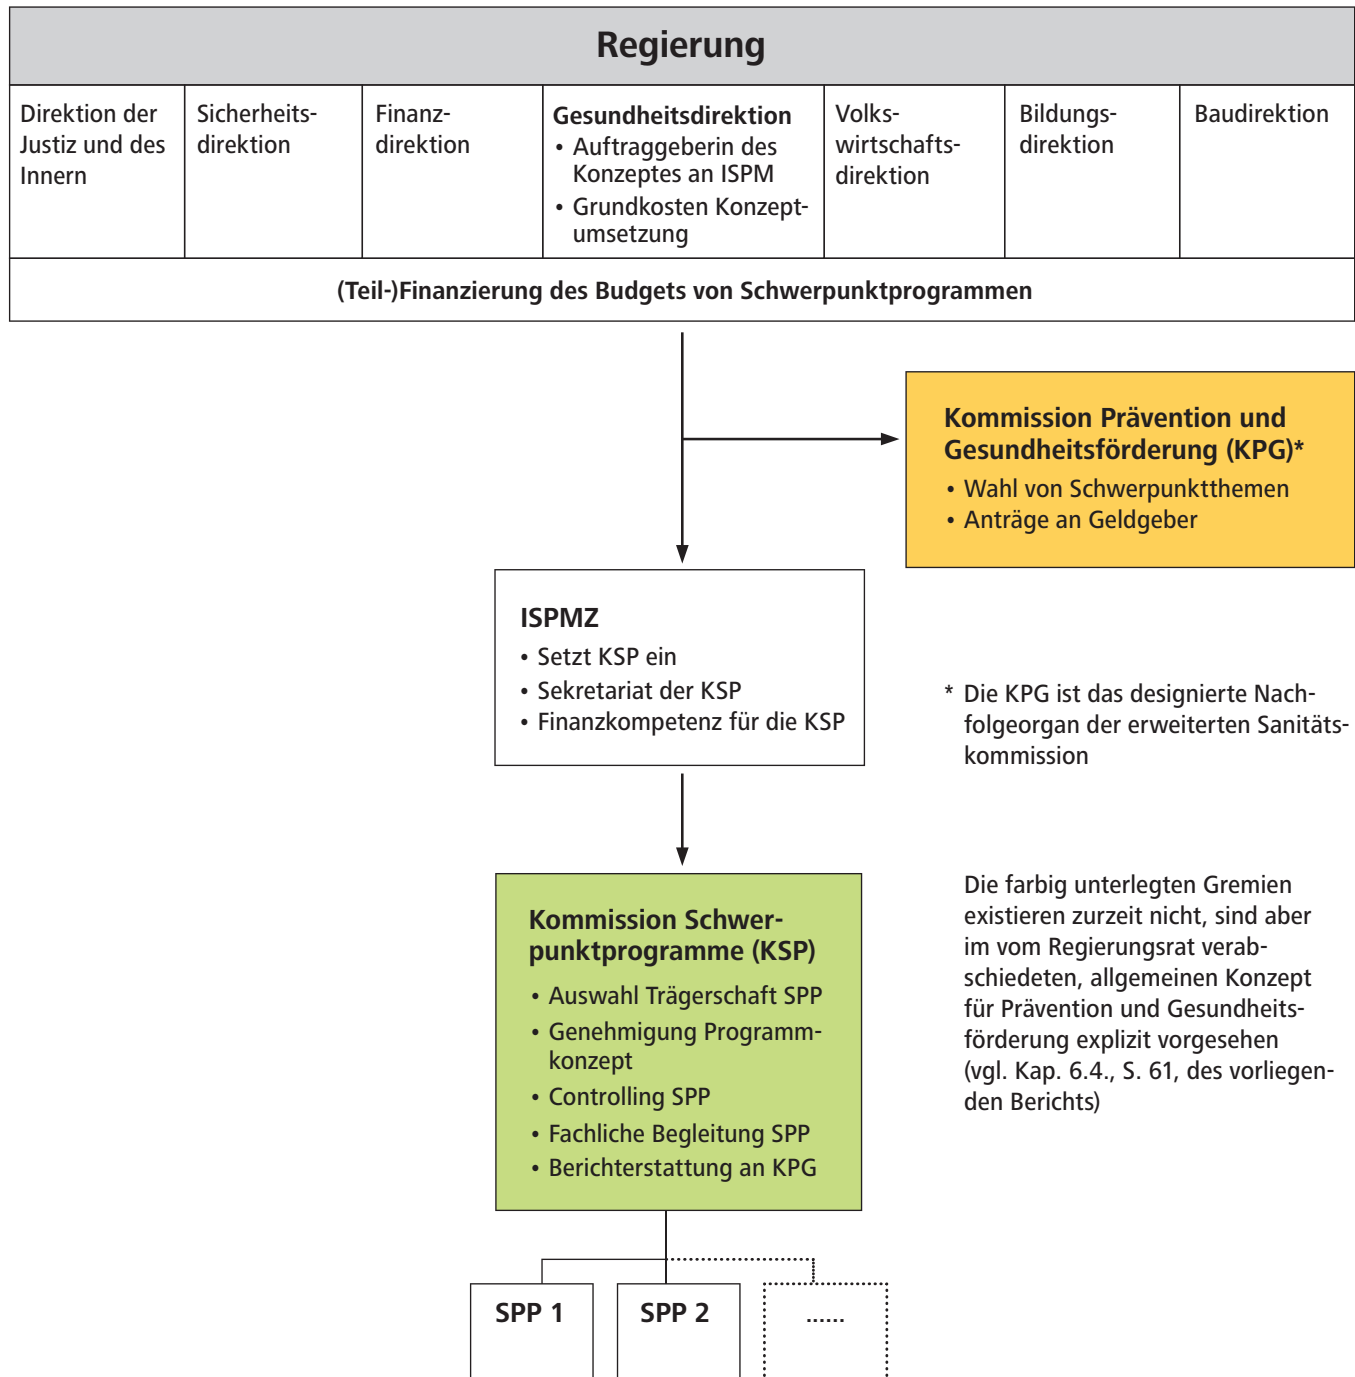 Regierung
Direktion der
Justiz und des
Innern
Sicherheits-
direktion
Finanz-
direktion
Gesundheitsdirektion
• Auftraggeberin des
Konzeptes an ISPM
• Grundkosten Konzept-
umsetzung
Volks-
wirtschafts-
direktion
Bildungs-
direktion
Baudirektion
(Teil-)Finanzierung des Budgets von Schwerpunktprogrammen
Kommission Prävention und
Gesundheitsförderung (KPG)*
• Wahl von Schwerpunktthemen
• Anträge an Geldgeber
ISPMZ
• Setzt KSP ein
• Sekretariat der KSP
• Finanzkompetenz für die KSP
* Die KPG ist das designierte Nach-
folgeorgan der erweiterten Sanitäts-
kommission
Kommission Schwer-
punktprogramme (KSP)
• Auswahl Trägerschaft SPP
• Genehmigung Programm-
konzept
• Controlling SPP
• Fachliche Begleitung SPP
• Berichterstattung an KPG
Die farbig unterlegten Gremien
existieren zurzeit nicht, sind aber
im vom Regierungsrat verab-
schiedeten, allgemeinen Konzept
für Prävention und Gesundheits-
förderung explizit vorgesehen
(vgl. Kap. 6.4., S. 61, des vorliegen-
den Berichts)
SPP 1
SPP 2
......